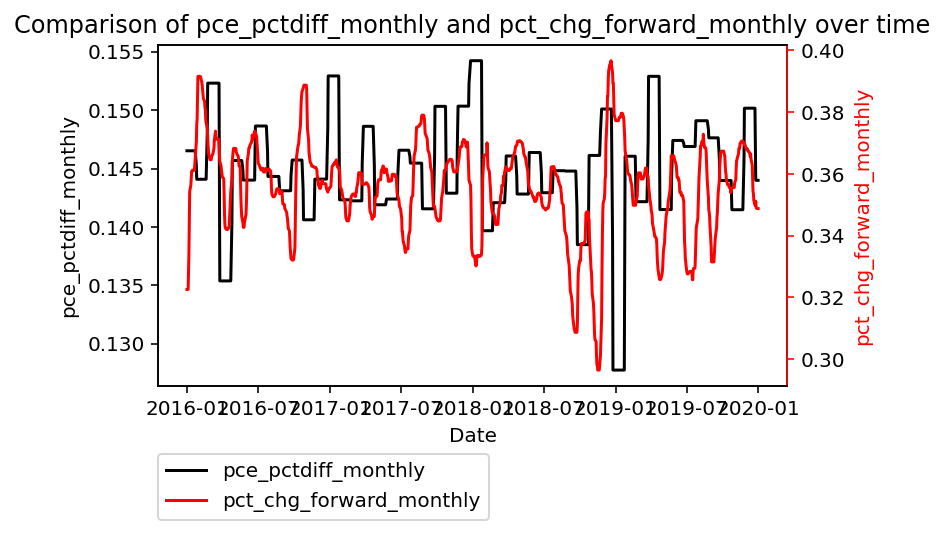 Comparison of pce_pctdiff_monthly and pct_chg_forward_monthly over time
0.155
0.150
0.145
0.140
0.135
0.130
pce_pctdiff_monthly
0.40
0.38
0.36
0.34
0.32
0.30
pct_chg_forward_monthly
2016-01 2016-07 2017-01 2017-07 2018-01 2018-07 2019-01 2019-07 2020-01
Date
pce_pctdiff_monthly
pct_chg_forward_monthly